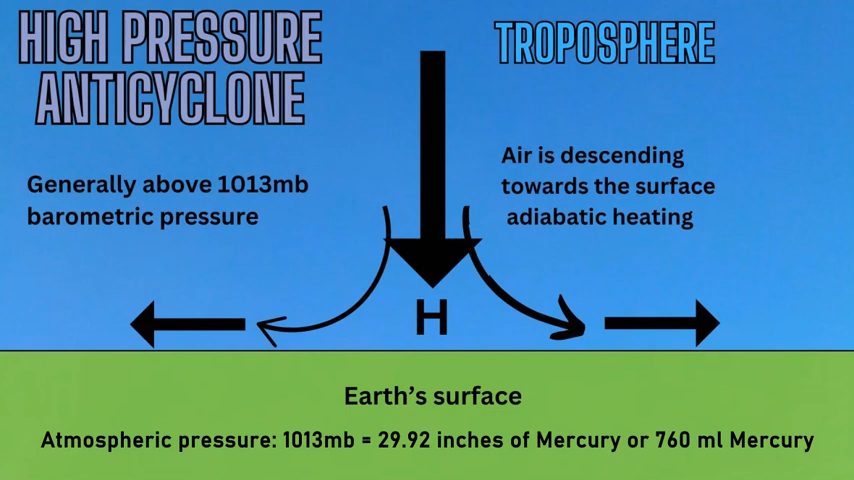 HIGH PRESSURE
ANTICYCLONE
TROPOSPHERE
Generally above 1013mb
barometric pressure
Air is descending
towards the surface
adiabatic heating
H
Earth's surface
Atmospheric pressure: 1013mb = 29.92 inches of Mercury or 760 ml Mercury